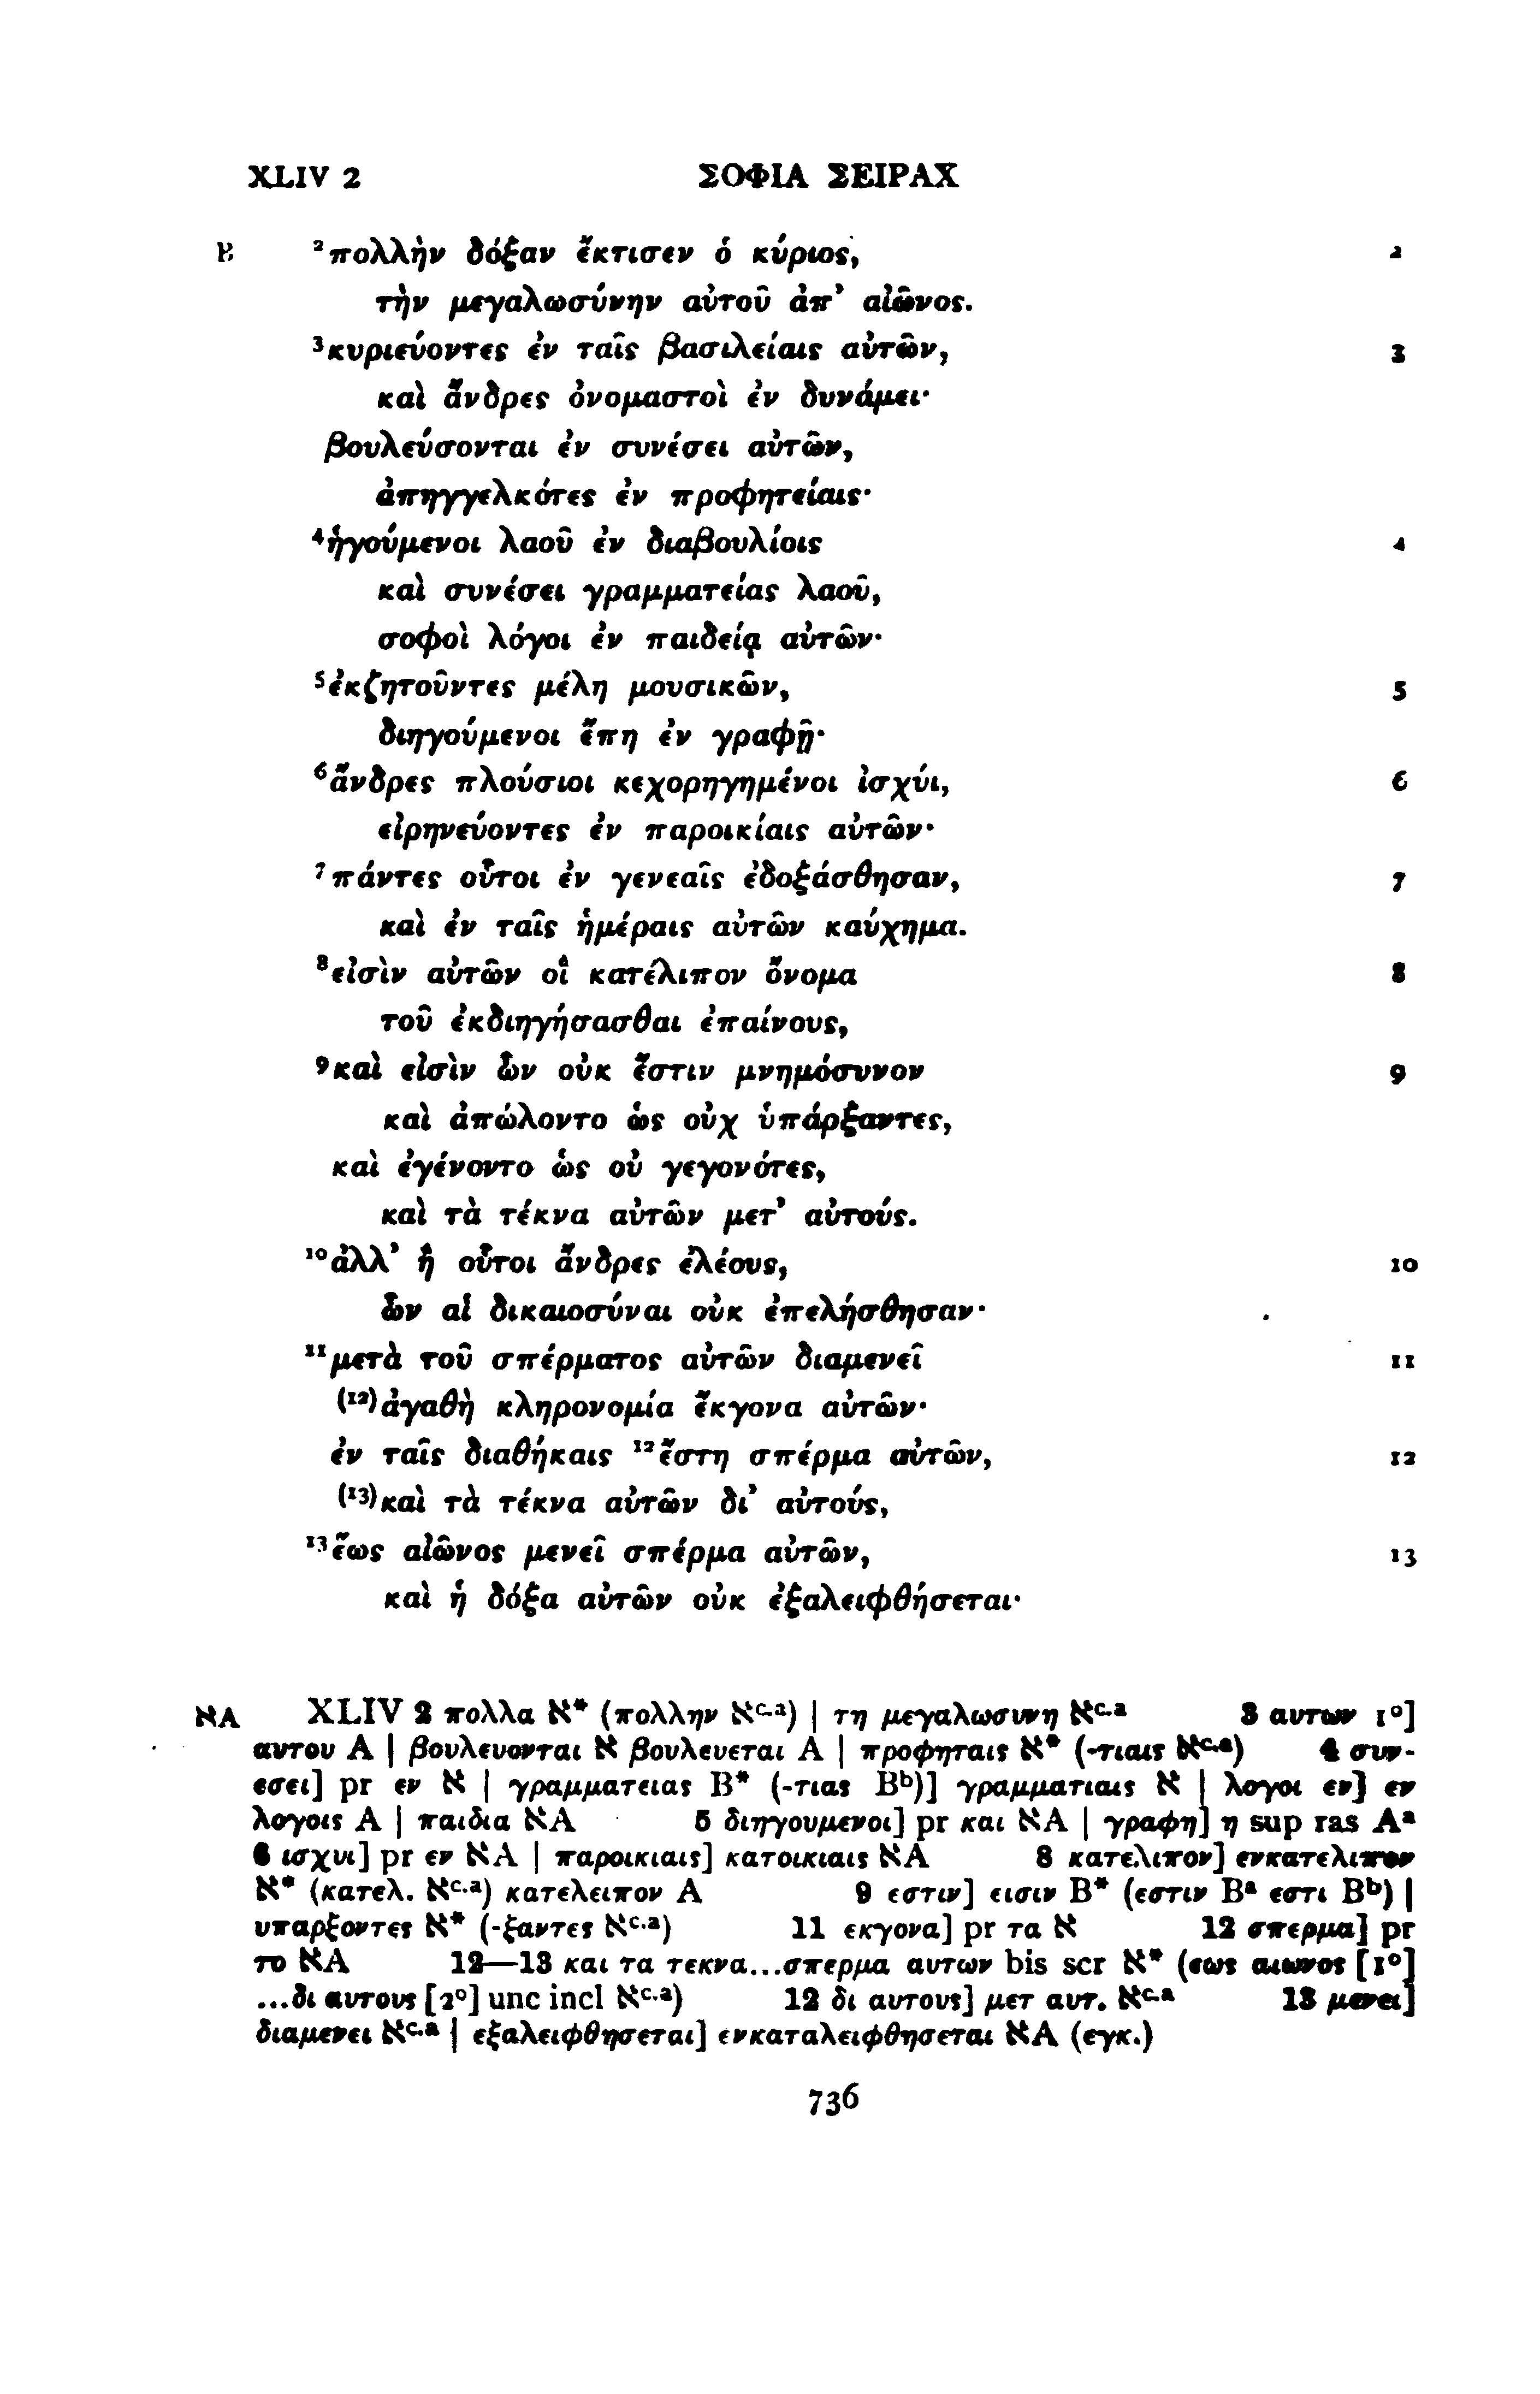 XLIV 2 ΣΟΦΙΑ ΣΕΙΡΑΧ
B ²πολλὴν δόξαν ἔκτισεν ὁ κύριος, 2
τὴν μεγαλωσύνην αὐτοῦ ἀπ᾽ αἰῶνος.
³κυριεύοντες ἐν ταῖς βασιλείαις αὐτῶν, 3
καὶ ἄνδρες ὀνομαστοὶ ἐν δυνάμει·
βουλεύσονται ἐν συνέσει αὐτῶν,
ἀπηγγελκότες ἐν προφητείαις·
⁴ἡγούμενοι λαοῦ ἐν διαβουλίοις 4
καὶ συνέσει γραμματείας λαοῦ,
σοφοὶ λόγοι ἐν παιδείᾳ αὐτῶν·
⁵ἐκζητοῦντες μέλη μουσικῶν, 5
διηγούμενοι ἔπη ἐν γραφῇ·
⁶ἄνδρες πλούσιοι κεχορηγημένοι ἰσχύι, 6
εἰρηνεύοντες ἐν παροικίαις αὐτῶν·
⁷πάντες οὗτοι ἐν γενεαῖς ἐδοξάσθησαν, 7
καὶ ἐν ταῖς ἡμέραις αὐτῶν καύχημα.
⁸εἰσὶν αὐτῶν οἳ κατέλιπον ὄνομα 8
τοῦ ἐκδιηγήσασθαι ἐπαίνους,
⁹καὶ εἰσὶν ὧν οὐκ ἔστιν μνημόσυνον 9
καὶ ἀπώλοντο ὡς οὐχ ὑπάρξαντες,
καὶ ἐγένοντο ὡς οὐ γεγονότες,
καὶ τὰ τέκνα αὐτῶν μετ᾽ αὐτούς.
¹⁰ἀλλ᾽ ἢ οὗτοι ἄνδρες ἐλέους, 10
ὧν αἱ δικαιοσύναι οὐκ ἐπελήσθησαν·
¹¹μετὰ τοῦ σπέρματος αὐτῶν διαμενεῖ 11
(¹²)ἀγαθὴ κληρονομία ἔκγονα αὐτῶν·
ἐν ταῖς διαθήκαις ¹²ἔστη σπέρμα αὐτῶν, 12
(¹³)καὶ τὰ τέκνα αὐτῶν δι᾽ αὐτούς,
¹³ἕως αἰῶνος μενεῖ σπέρμα αὐτῶν, 13
καὶ ἡ δόξα αὐτῶν οὐκ ἐξαλειφθήσεται·
אA XLIV 2 πολλα א* (πολλην אᶜ·ᵃ) | τη μεγαλωσυνη אᶜ·ᵃ 3 αυτων 1°]
αυτου A | βουλευονται א βουλευεται A | προφηταις א* (-τιαις אᶜ·ᵃ) 4 συν-
εσει] pr εν א | γραμματειας B* (-τιας Bᵇ)] γραμματιαις א | λογοι εν] εν
λογοις A | παιδια אA 5 διηγουμενοι] pr και אA | γραφη] η sup ras Aᵃ
6 ισχυι] pr εν אA | παροικιαις] κατοικιαις אA 8 κατελιπον] ενκατελιπον
א* (κατελ. אᶜ·ᵃ) κατελειπον A 9 εστιν] εισιν B* (εστιν Bᵃ εστι Bᵇ) |
υπαρξοντες א* (-ξαντες אᶜ·ᵃ) 11 εκγονα] pr τα א 12 σπερμα] pr
το אA 12—13 και τα τεκνα...σπερμα αυτων bis scr א* (εως αιωνος [1°]
...δι αυτους [2°] unc incl אᶜ·ᵃ) 12 δι αυτους] μετ αυτ. אᶜ·ᵃ 13 μενει]
διαμενει אᶜ·ᵃ | εξαλειφθησεται] ενκαταλειφθησεται אA (εγκ.)
736